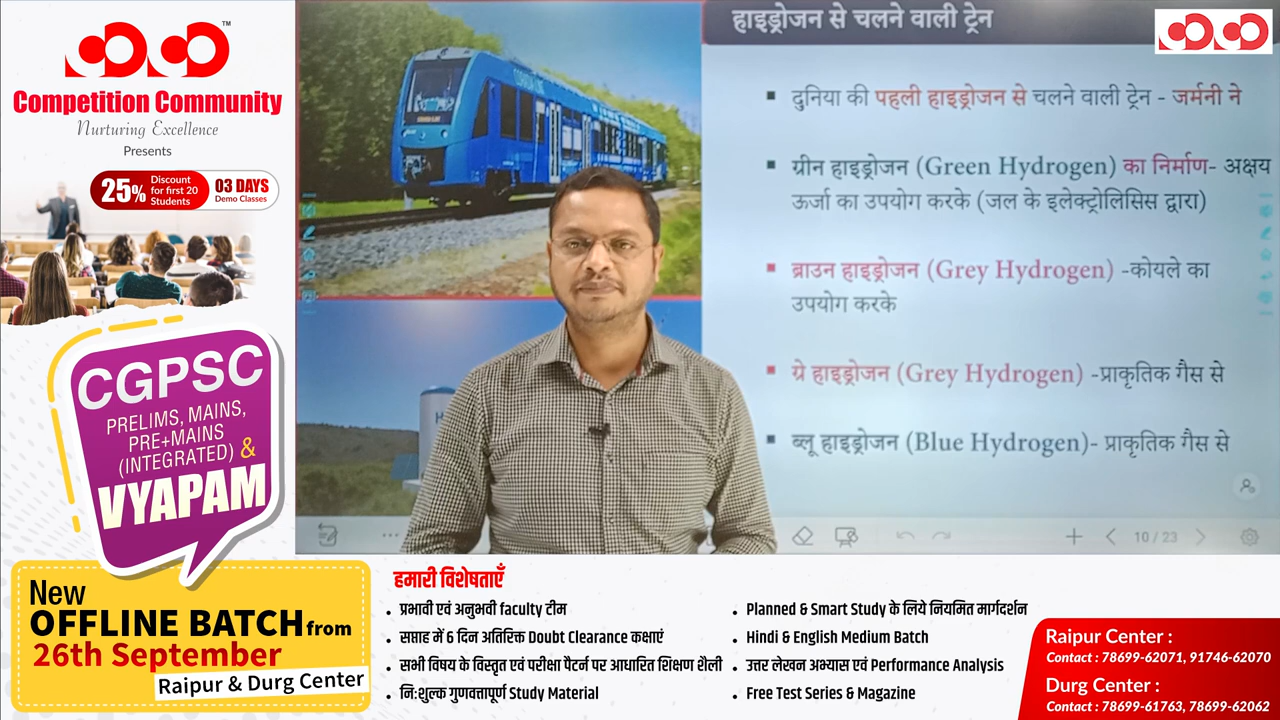 TM
Competition Community
Nurturing Excellence
Presents
25% Discount for first 20 Students
03 DAYS
Demo Classes
CGPSC
PRELIMS, MAINS,
PRE+MAINS
(INTEGRATED) &
VYAPAM
New
OFFLINE BATCH from
26th September
Raipur & Durg Center
हाइड्रोजन से चलने वाली ट्रेन
▪ दुनिया की पहली हाइड्रोजन से चलने वाली ट्रेन - जर्मनी ने
▪ ग्रीन हाइड्रोजन (Green Hydrogen) का निर्माण- अक्षय
ऊर्जा का उपयोग करके (जल के इलेक्ट्रोलिसिस द्वारा)
▪ ब्राउन हाइड्रोजन (Grey Hydrogen) -कोयले का
उपयोग करके
▪ ग्रे हाइड्रोजन (Grey Hydrogen) -प्राकृतिक गैस से
▪ ब्लू हाइड्रोजन (Blue Hydrogen)- प्राकृतिक गैस से
10/23
हमारी विशेषताएँ
• प्रभावी एवं अनुभवी faculty टीम
• सप्ताह में 6 दिन अतिरिक्त Doubt Clearance कक्षाएं
• सभी विषय के विस्तृत एवं परीक्षा पैटर्न पर आधारित शिक्षण शैली
• नि:शुल्क गुणवत्तापूर्ण Study Material
• Planned & Smart Study के लिये नियमित मार्गदर्शन
• Hindi & English Medium Batch
• उत्तर लेखन अभ्यास एवं Performance Analysis
• Free Test Series & Magazine
Raipur Center :
Contact : 78699-62071, 91746-62070
Durg Center :
Contact : 78699-61763, 78699-62062